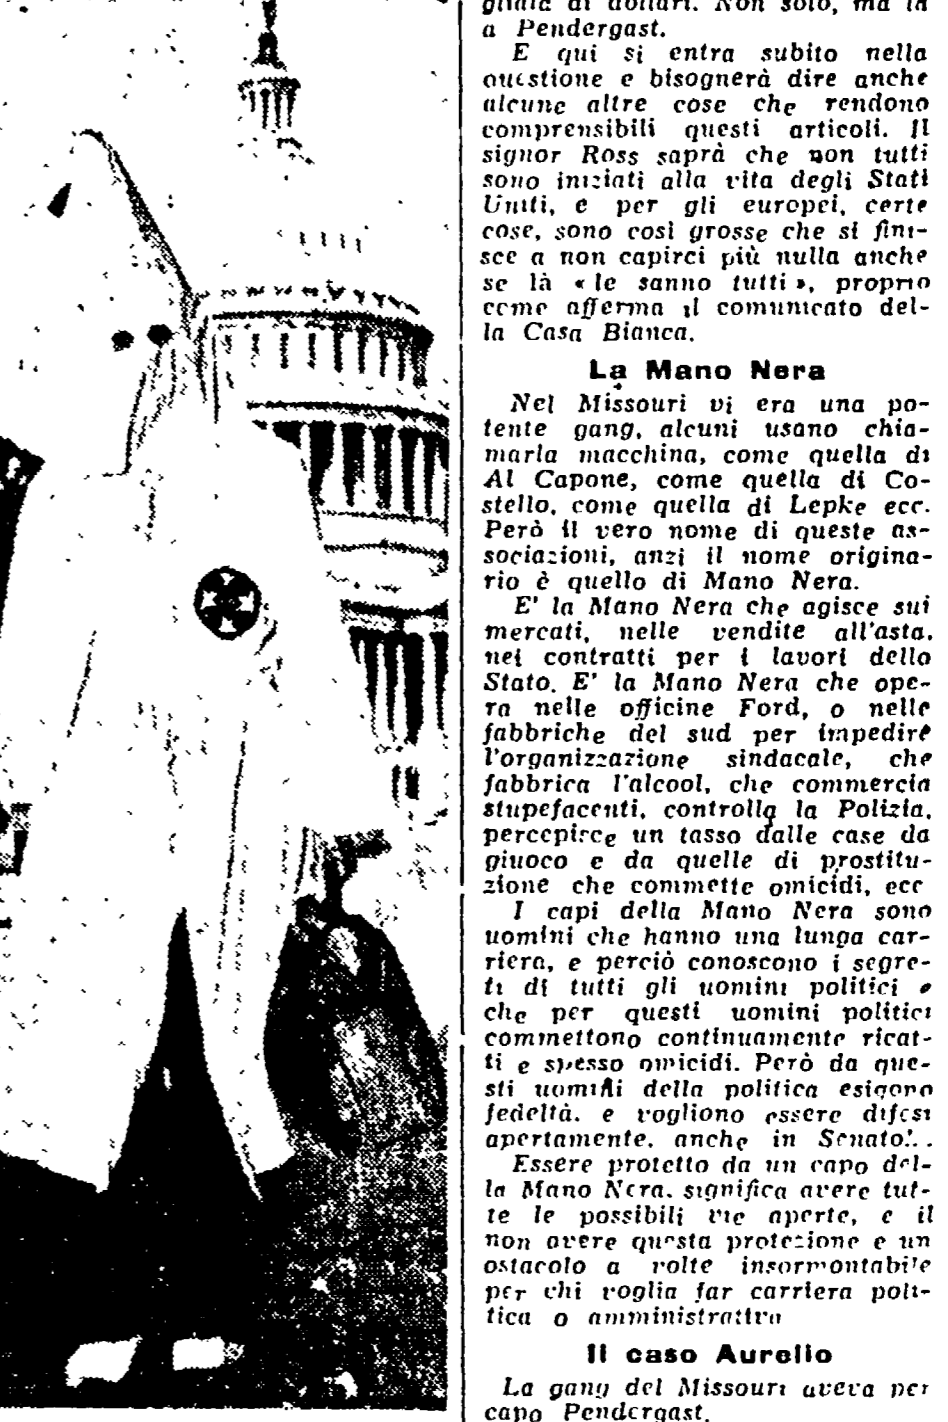 gliaia di dollari. Non solo, ma la
a Pendergast.
E qui si entra subito nella
questione e bisognerà dire anche
alcune altre cose che rendono
comprensibili questi articoli. Il
signor Ross saprà che non tutti
sono iniziati alla vita degli Stati
Uniti, e per gli europei, certe
cose, sono così grosse che si fini-
sce a non capirci più nulla anche
se là « le sanno tutti », proprio
come afferma il comunicato del-
la Casa Bianca.
La Mano Nera
Nel Missouri vi era una po-
tente gang, alcuni usano chia-
marla macchina, come quella di
Al Capone, come quella di Co-
stello, come quella di Lepke ecc.
Però il vero nome di queste as-
sociazioni, anzi il nome origina-
rio è quello di Mano Nera.
E' la Mano Nera che agisce sui
mercati, nelle vendite all'asta,
nei contratti per i lavori dello
Stato. E' la Mano Nera che ope-
ra nelle officine Ford, o nelle
fabbriche del sud per impedire
l'organizzazione sindacale, che
fabbrica l'alcool, che commercia
stupefacenti, controlla la Polizia,
percepisce un tasso dalle case da
giuoco e da quelle di prostitu-
zione che commette omicidi, ecc
I capi della Mano Nera sono
uomini che hanno una lunga car-
riera, e perciò conoscono i segre-
ti di tutti gli uomini politici e
che per questi uomini politici
commettono continuamente ricat-
ti e spesso omicidi. Però da que-
sti uomini della politica esigono
fedeltà, e vogliono essere difesi
apertamente, anche in Senato!..
Essere protetto da un capo del-
la Mano Nera, significa avere tut-
te le possibili vie aperte, e il
non avere questa protezione e un
ostacolo a volte insormontabile
per chi voglia far carriera poli-
tica o amministrativa
Il caso Aurelio
La gang del Missouri aveva per
capo Pendergast.